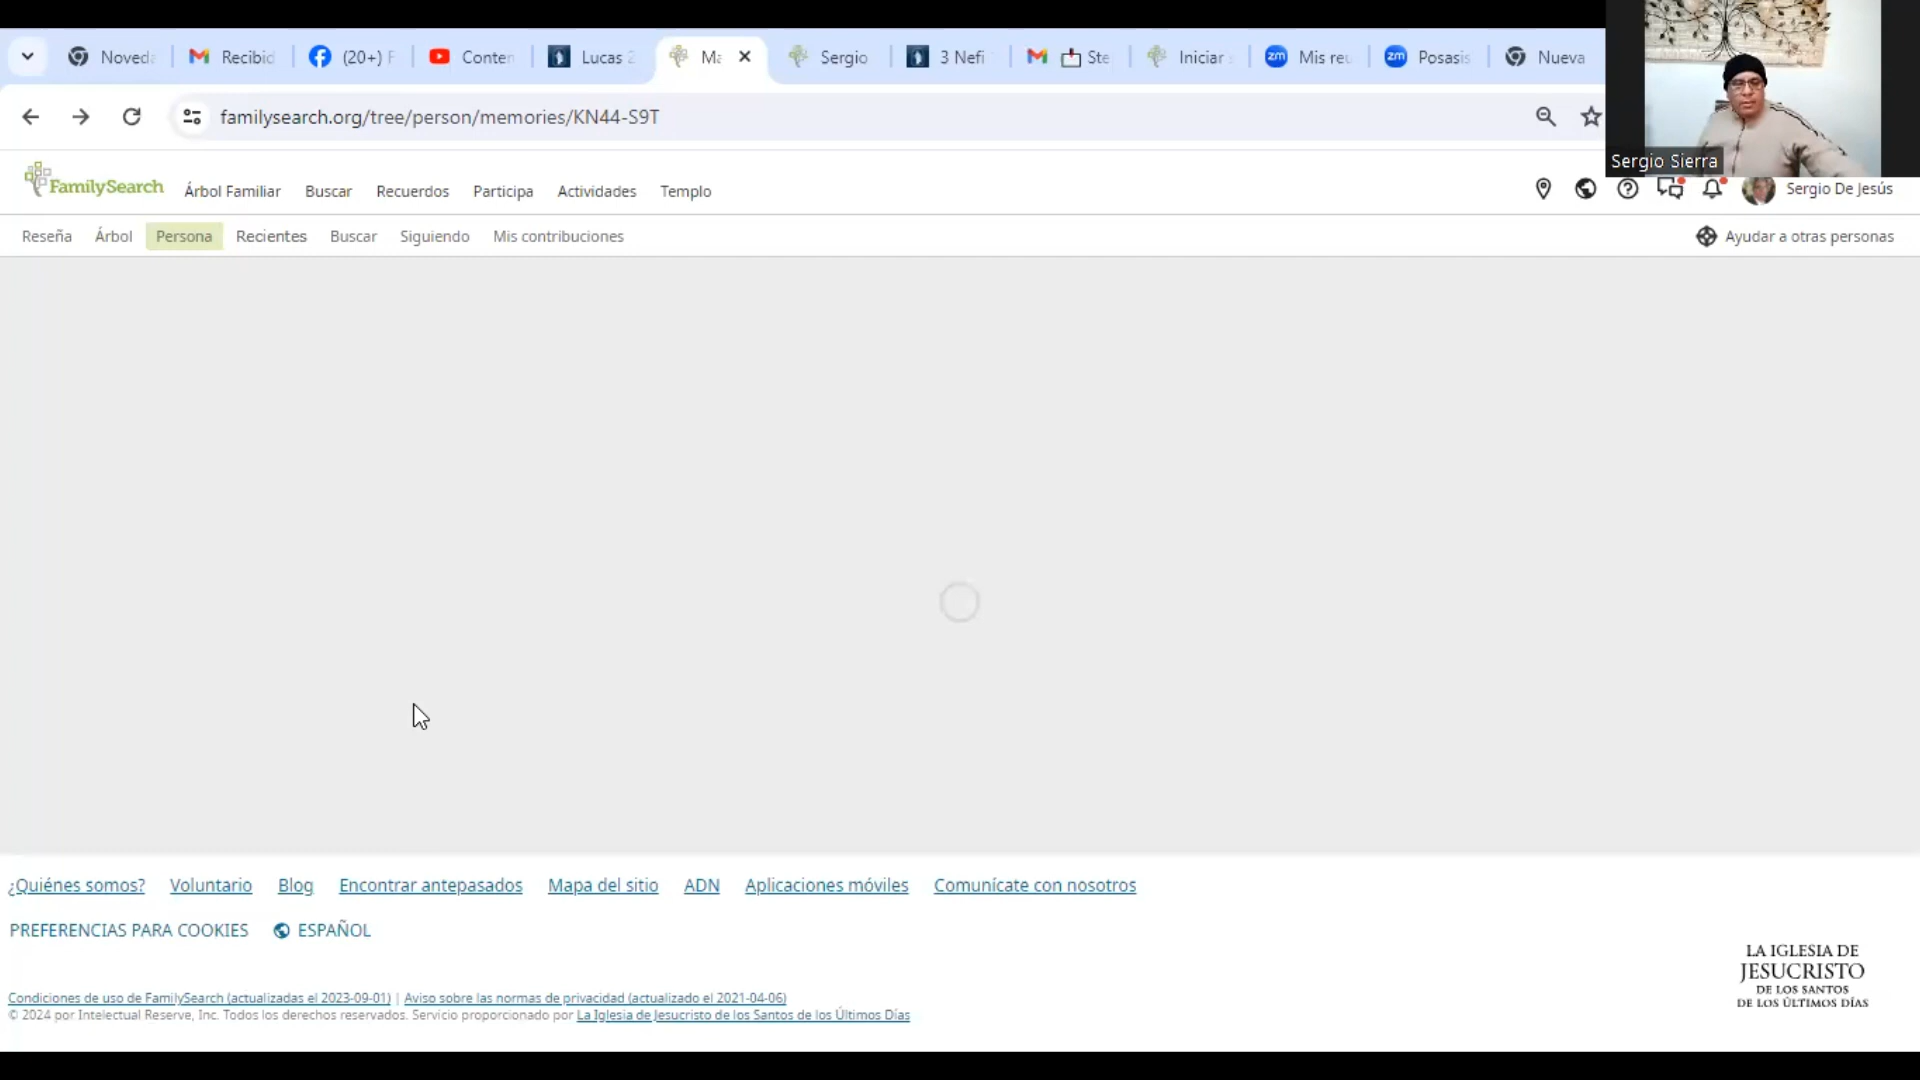 Noved
Recibid
(20+) F
Conten
Lucas 2
Ma
Sergio
3 Nefi
Ste
Iniciar s
zm
Mis reu
zm
Posasis
Nueva
familysearch.org/tree/person/memories/KN44-S9T
Sergio Sierra
FamilySearch
Árbol Familiar
Buscar
Recuerdos
Participa
Actividades
Templo
Sergio De Jesús
Reseña
Árbol
Persona
Recientes
Buscar
Siguiendo
Mis contribuciones
Ayudar a otras personas
¿Quiénes somos?
Voluntario
Blog
Encontrar antepasados
Mapa del sitio
ADN
Aplicaciones móviles
Comunícate con nosotros
PREFERENCIAS PARA COOKIES
ESPAÑOL
LA IGLESIA DE
JESUCRISTO
DE LOS SANTOS
DE LOS ÚLTIMOS DÍAS
Condiciones de uso de FamilySearch (actualizadas el 2023-09-01) | Aviso sobre las normas de privacidad (actualizado el 2021-04-06)
© 2024 por Intelectual Reserve, Inc. Todos los derechos reservados. Servicio proporcionado por La Iglesia de Jesucristo de los Santos de los Últimos Días